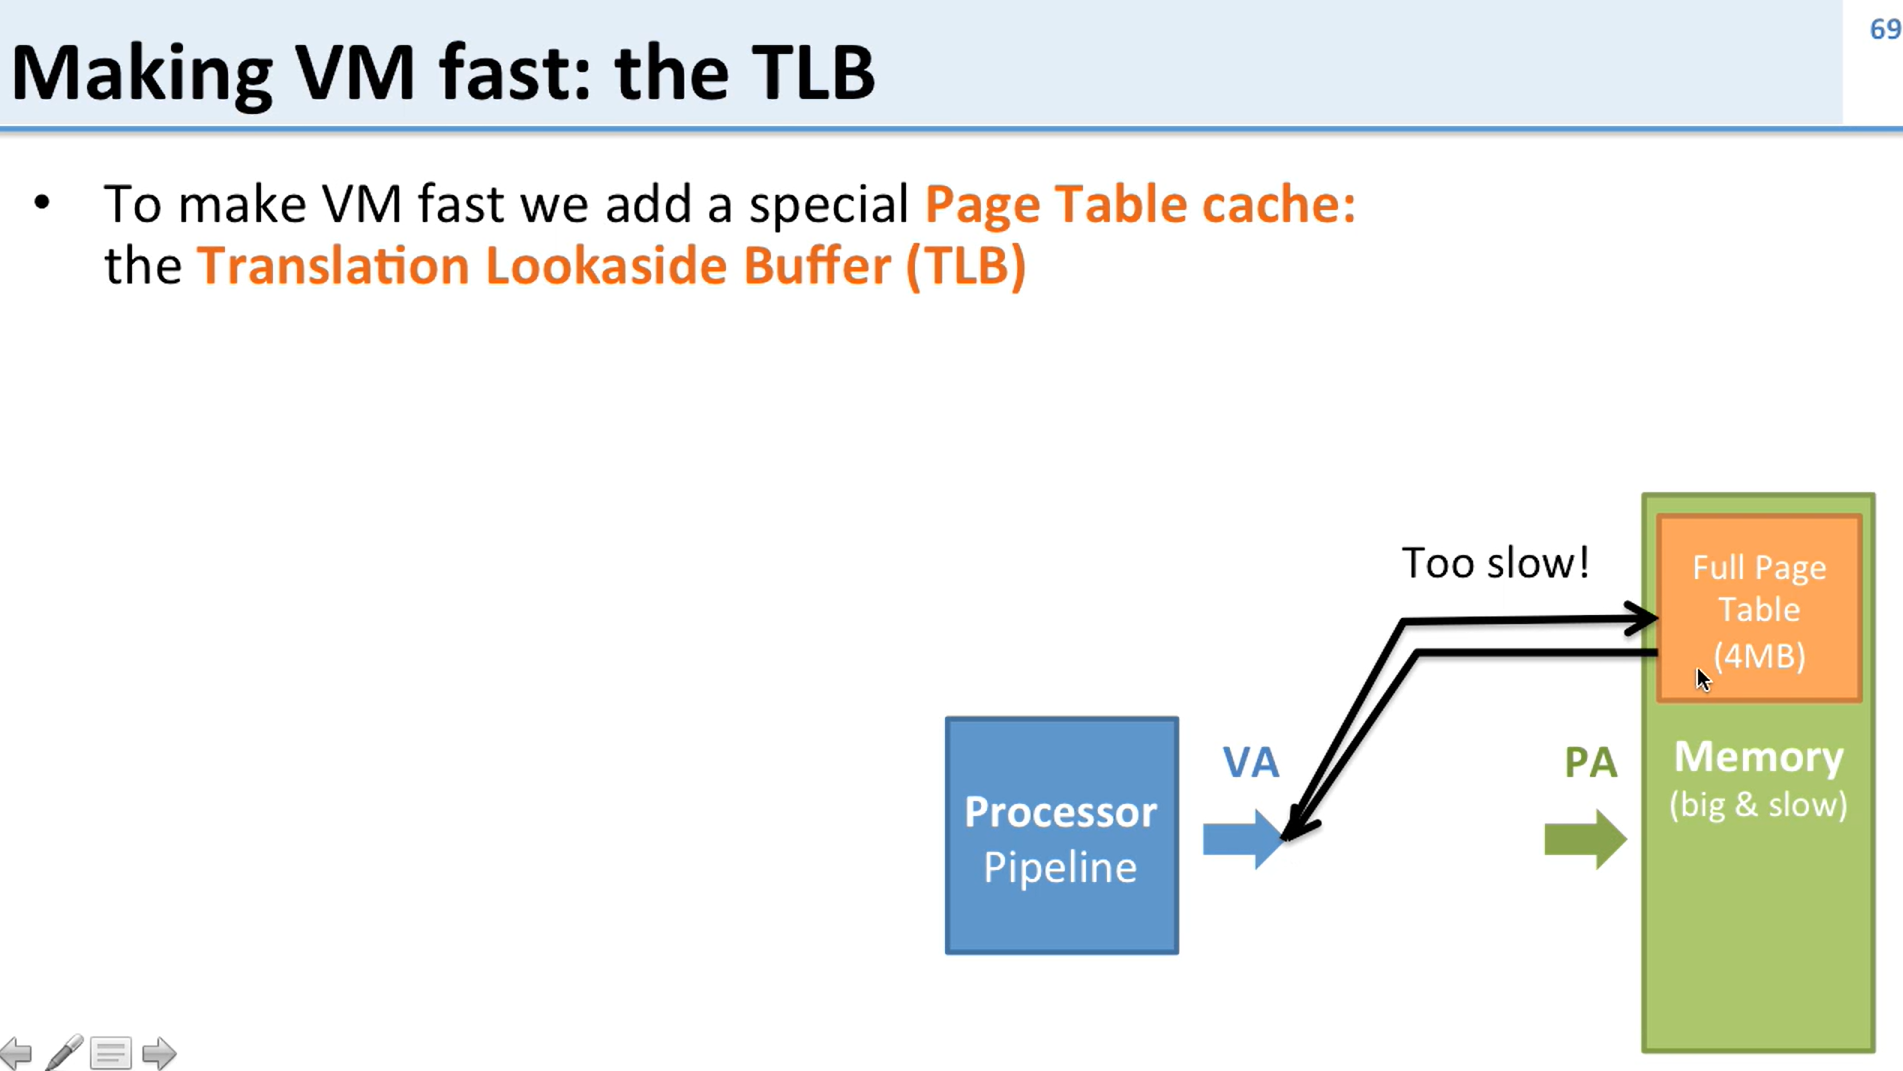 69
Making VM fast: the TLB
• To make VM fast we add a special Page Table cache:
the Translation Lookaside Buffer (TLB)
Too slow!
Full Page
Table
(4MB)
VA
PA
Memory
(big & slow)
Processor
Pipeline